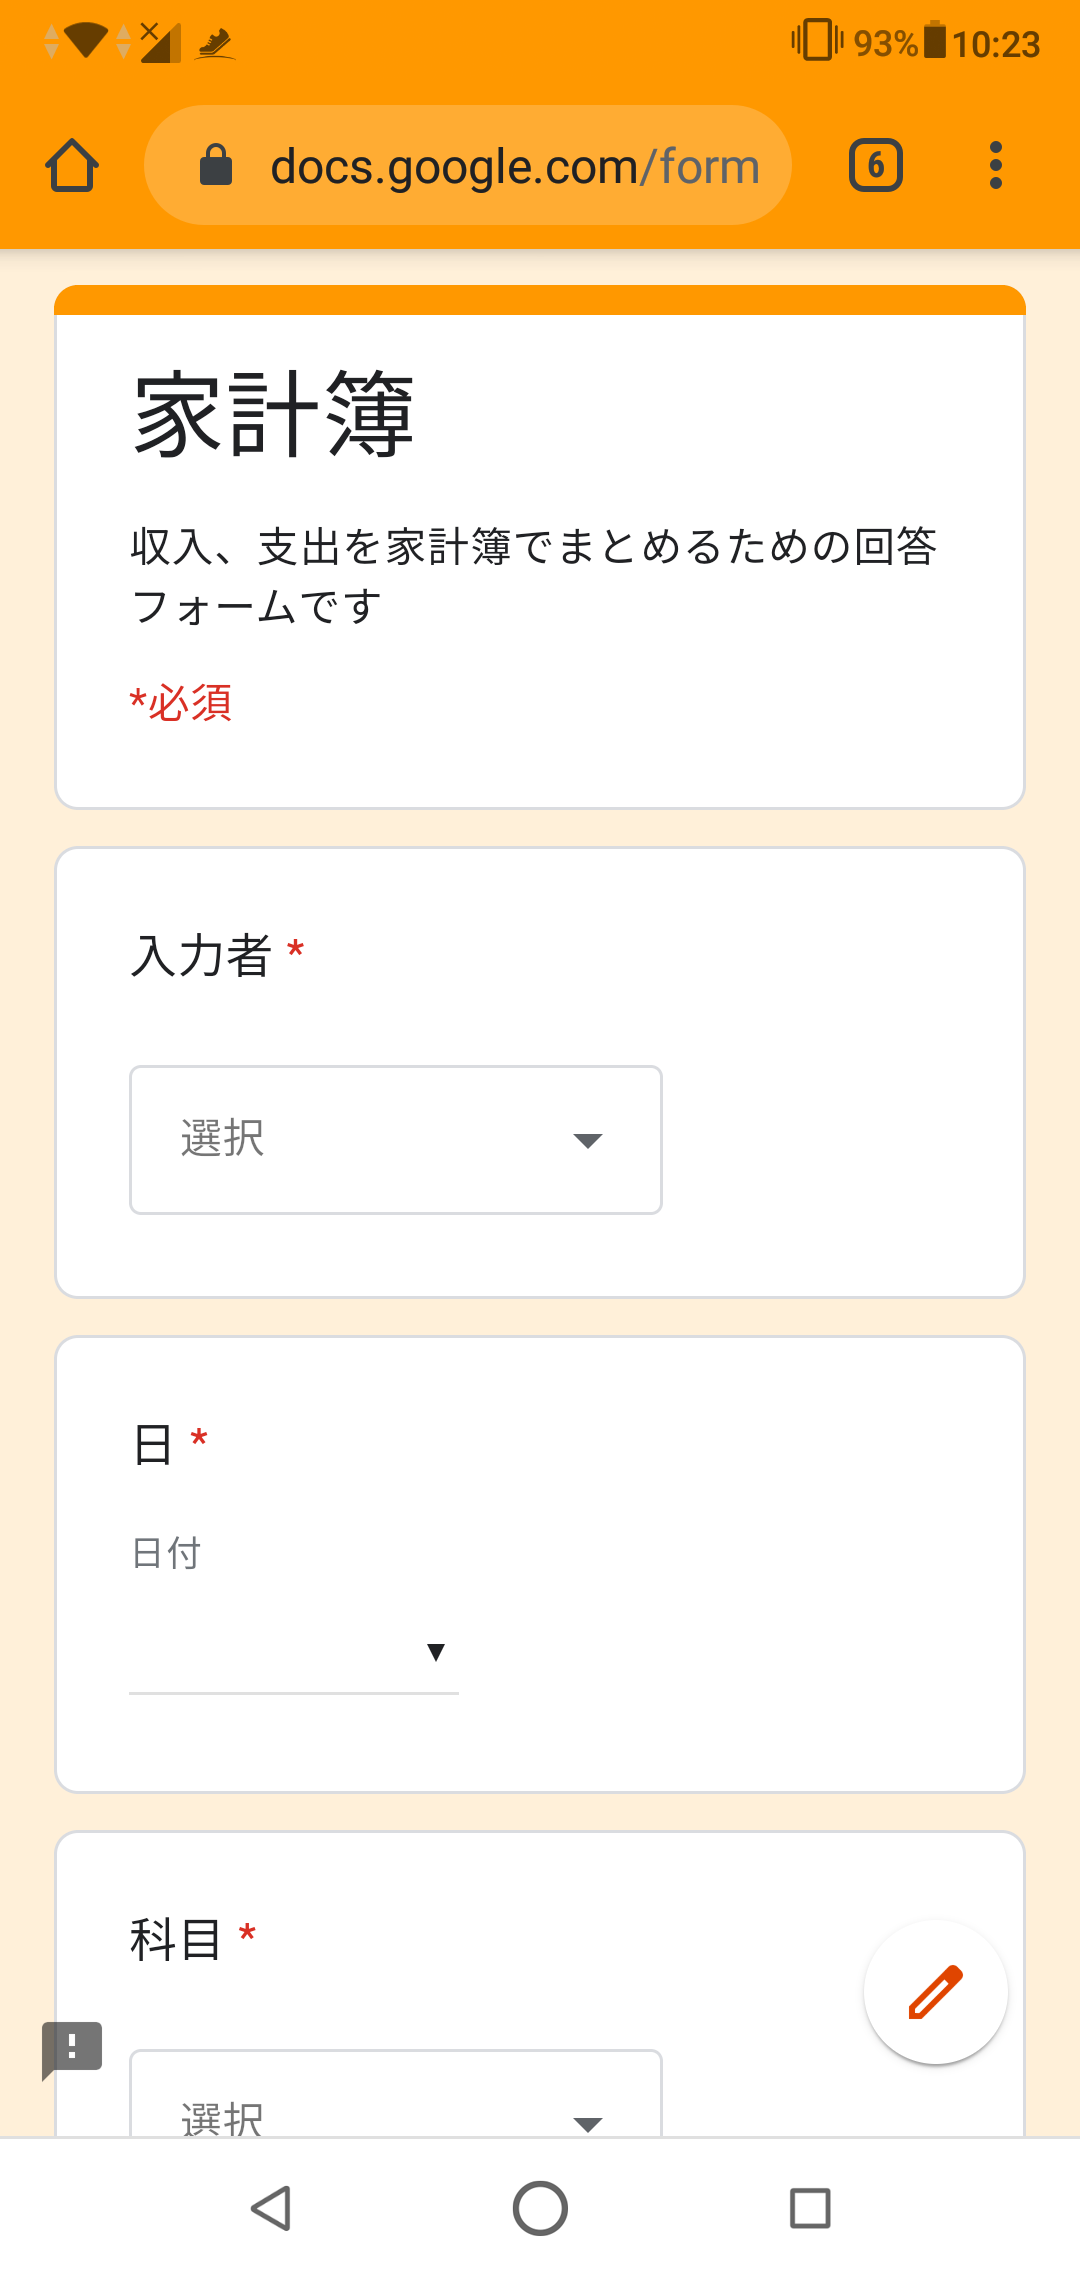 93% 10:23
docs.google.com/form 6
家計簿
収入、支出を家計簿でまとめるための回答
フォームです
*必須
入力者 *
選択
日 *
日付
科目 *
選択